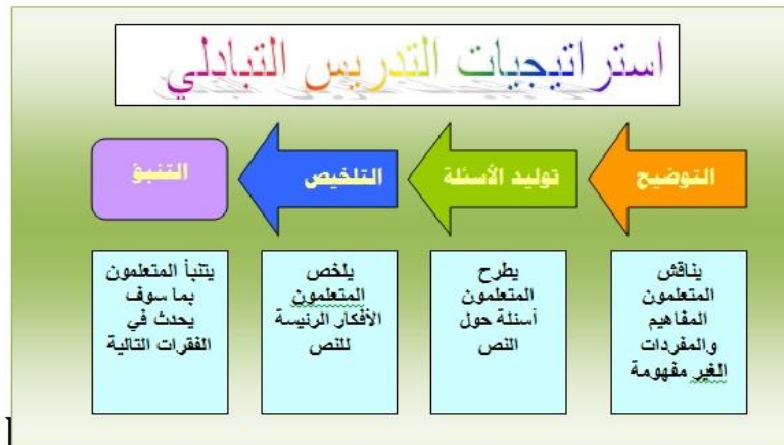 استراتيجيات التدريس التبادلي
التوضيح
توليد الأسئلة
التلخيص
التنبؤ
يناقش
المتعلمون
المفاهيم
والمفردات
الغير مفهومة
يطرح
المتعلمون
أسئلة حول
النص
يلخص
المتعلمون
الأفكار الرئيسة
للنص
يتنبأ المتعلمون
بما سوف
يحدث في
الفقرات التالية